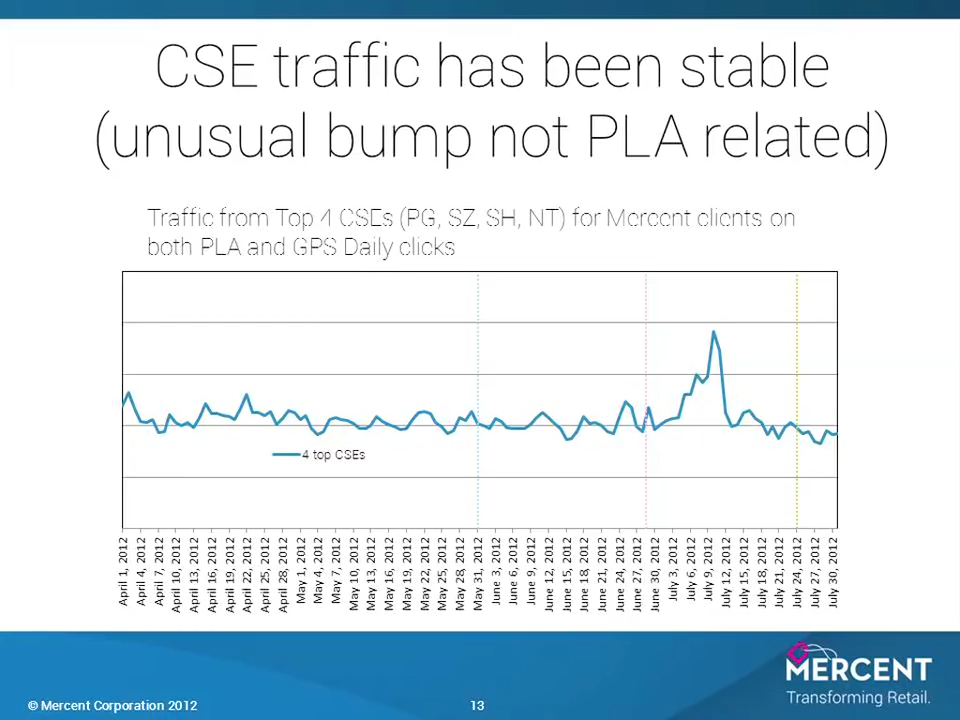 CSE traffic has been stable
(unusual bump not PLA related)
Traffic from Top 4 CSEs (PG, SZ, SH, NT) for Mercent clients on
both PLA and GPS Daily clicks
4 top CSEs
April 1, 2012
April 4, 2012
April 7, 2012
April 10, 2012
April 13, 2012
April 16, 2012
April 19, 2012
April 22, 2012
April 25, 2012
April 28, 2012
May 1, 2012
May 4, 2012
May 7, 2012
May 10, 2012
May 13, 2012
May 16, 2012
May 19, 2012
May 22, 2012
May 25, 2012
May 28, 2012
May 31, 2012
June 3, 2012
June 6, 2012
June 9, 2012
June 12, 2012
June 15, 2012
June 18, 2012
June 21, 2012
June 24, 2012
June 27, 2012
June 30, 2012
July 3, 2012
July 6, 2012
July 9, 2012
July 12, 2012
July 15, 2012
July 18, 2012
July 21, 2012
July 24, 2012
July 27, 2012
July 30, 2012
MERCENT
Transforming Retail.
© Mercent Corporation 2012
13